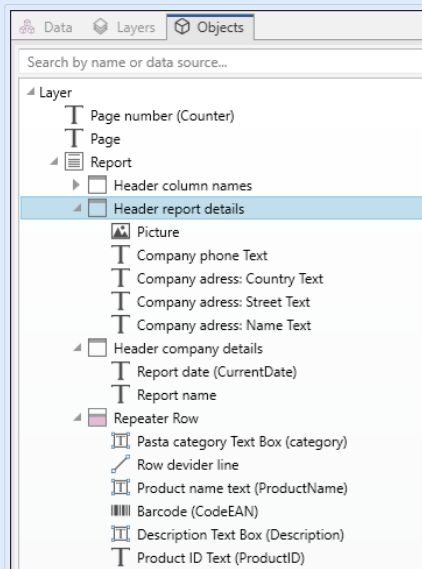 Data Layers Objects
Search by name or data source...
Layer
Page number (Counter)
Page
Report
Header column names
Header report details
Picture
Company phone Text
Company adress: Country Text
Company adress: Street Text
Company adress: Name Text
Header company details
Report date (CurrentDate)
Report name
Repeater Row
Pasta category Text Box (category)
Row devider line
Product name text (ProductName)
Barcode (CodeEAN)
Description Text Box (Description)
Product ID Text (ProductID)